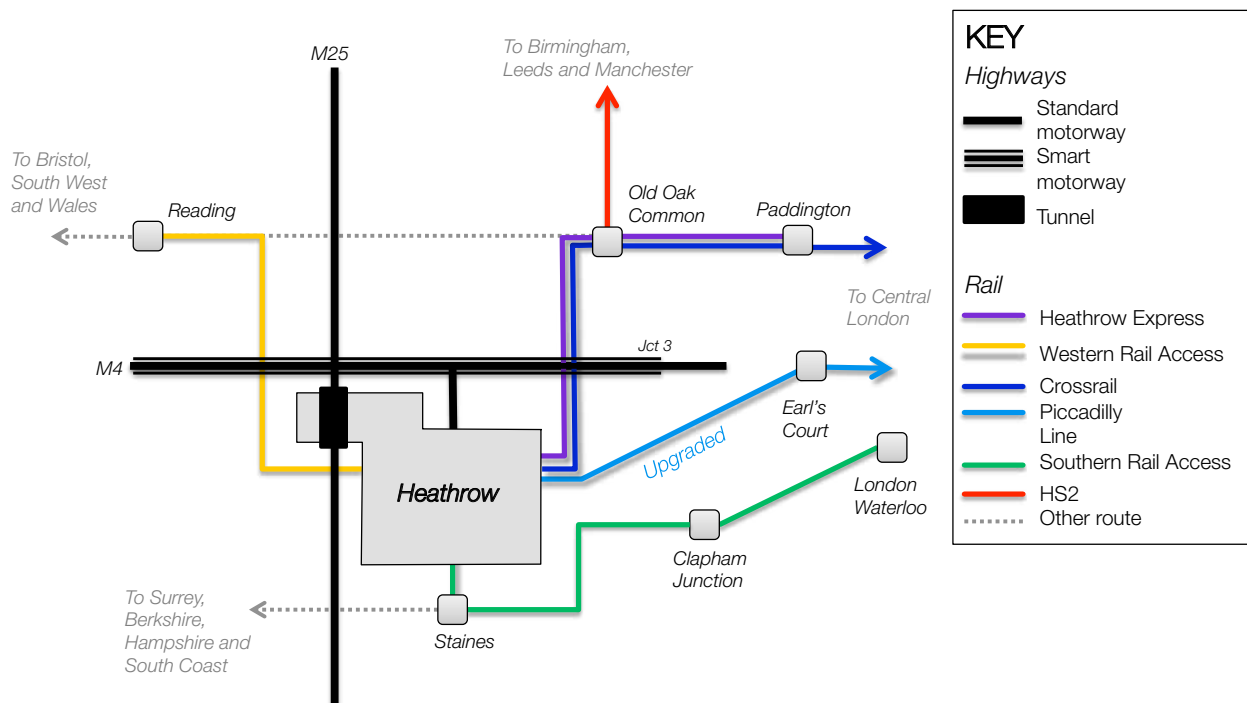 M25
To Birmingham,
Leeds and Manchester
To Bristol,
South West
and Wales
Reading
Old Oak
Common
Paddington
To Central
London
Jct 3
M4
Earl's
Court
Upgraded
Heathrow
London
Waterloo
Clapham
Junction
To Surrey,
Berkshire,
Hampshire and
South Coast
Staines
KEY
Highways
Standard
motorway
Smart
motorway
Tunnel
Rail
Heathrow Express
Western Rail Access
Crossrail
Piccadilly
Line
Southern Rail Access
HS2
Other route